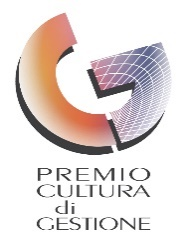 PREMIO
CULTURA
di
GESTIONE